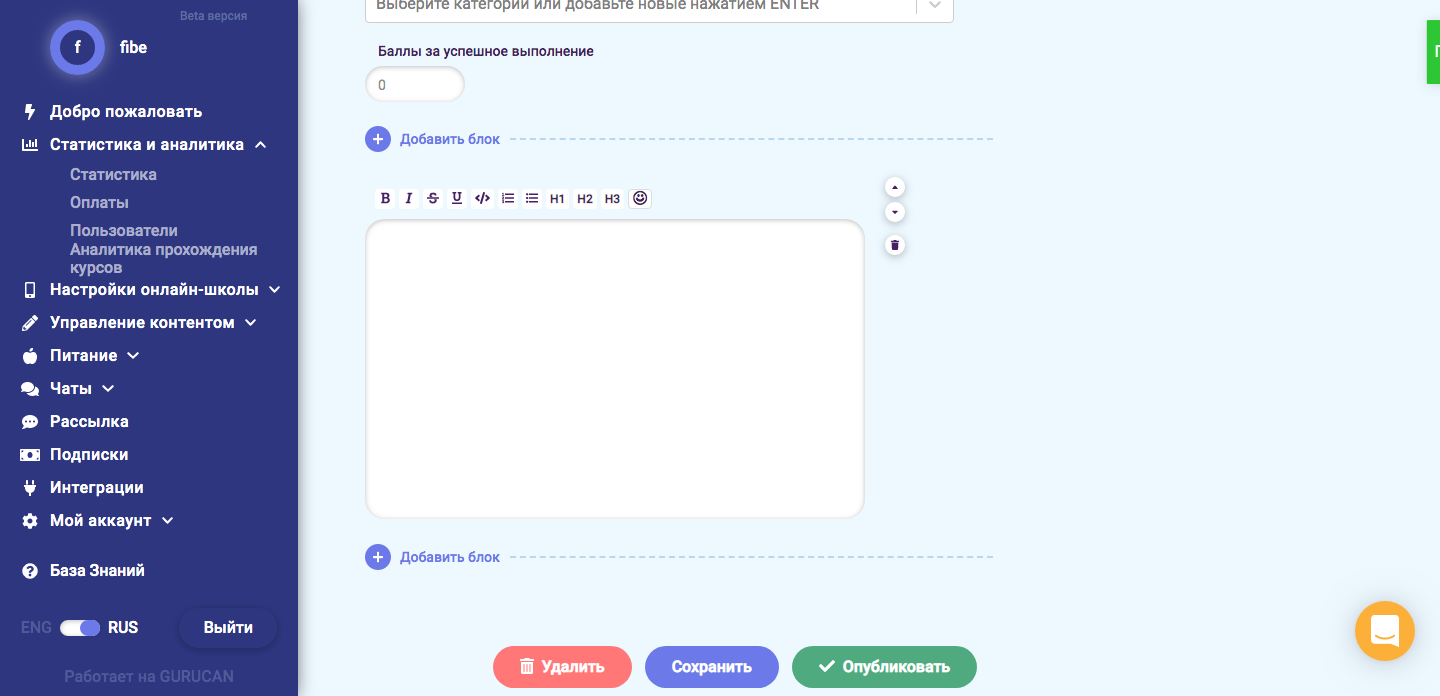 Beta версия
f
fibe
Добро пожаловать
Статистика и аналитика
Статистика
Оплаты
Пользователи
Аналитика прохождения
курсов
Настройки онлайн-школы
Управление контентом
Питание
Чаты
Рассылка
Подписки
Интеграции
Мой аккаунт
База Знаний
ENG
RUS
Выйти
Работает на GURUCAN
Выберите категории или добавьте новые нажатием ENTER
Баллы за успешное выполнение
0
Добавить блок
B I S U </> H1 H2 H3
Добавить блок
Удалить
Сохранить
Опубликовать